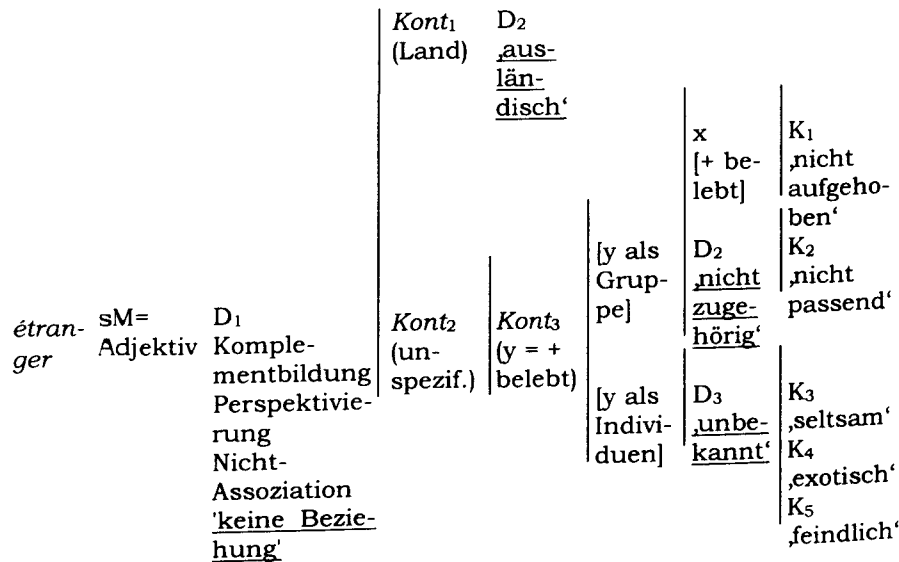 étran-
ger
sM=
Adjektiv
D1
Komple-
mentbildung
Perspektivie-
rung
Nicht-
Assoziation
'keine Bezie-
hung'
Kont1
(Land)
D2
‚aus-
län-
disch‘
Kont2
(un-
spezif.)
Kont3
(y = +
belebt)
[y als
Grup-
pe]
x
[+ be-
lebt]
D2
‚nicht
zuge-
hörig‘
K1
‚nicht
aufgeho-
ben‘
K2
‚nicht
passend‘
[y als
Indivi-
duen]
D3
‚unbe-
kannt‘
K3
‚seltsam‘
K4
‚exotisch‘
K5
‚feindlich‘